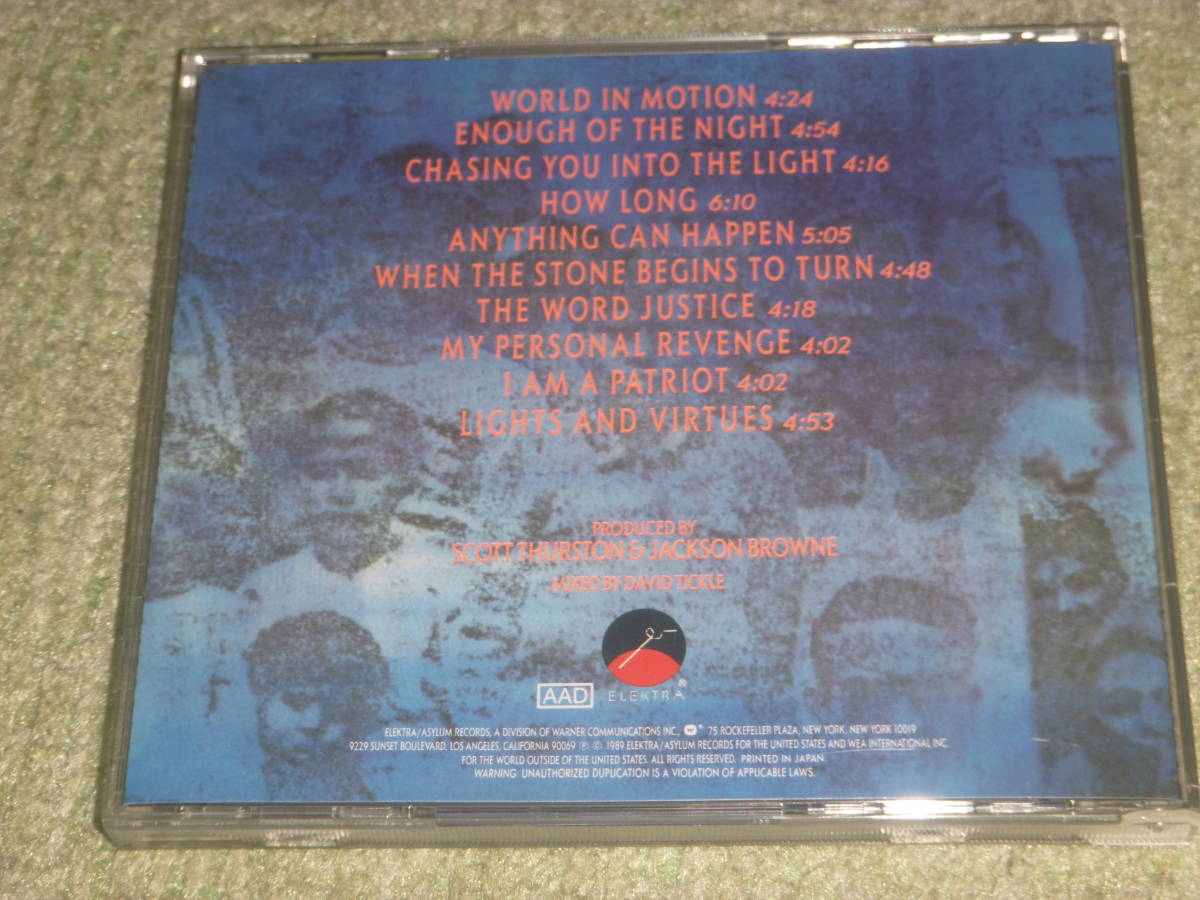 WORLD IN MOTION 4:24
ENOUGH OF THE NIGHT 4:54
CHASING YOU INTO THE LIGHT 4:16
HOW LONG 6:10
ANYTHING CAN HAPPEN 5:05
WHEN THE STONE BEGINS TO TURN 4:48
THE WORD JUSTICE 4:18
MY PERSONAL REVENGE 4:02
I AM A PATRIOT 4:02
LIGHTS AND VIRTUES 4:53
PRODUCED BY
SCOTT THURSTON & JACKSON BROWNE
MIXED BY DAVID TICKLE
AAD ELEKTRA ®
ELEKTRA/ASYLUM RECORDS, A DIVISION OF WARNER COMMUNICATIONS INC. ® 75 ROCKEFELLER PLAZA, NEW YORK, NEW YORK 10019
9229 SUNSET BOULEVARD, LOS ANGELES, CALIFORNIA 90069 ℗ © 1989 ELEKTRA/ASYLUM RECORDS FOR THE UNITED STATES AND WEA INTERNATIONAL INC.
FOR THE WORLD OUTSIDE OF THE UNITED STATES. ALL RIGHTS RESERVED. PRINTED IN JAPAN.
WARNING: UNAUTHORIZED DUPLICATION IS A VIOLATION OF APPLICABLE LAWS.